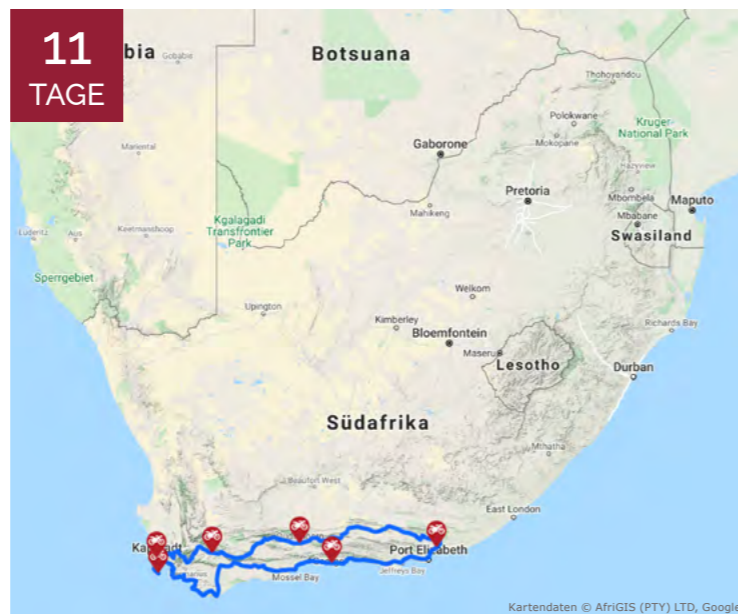 11
TAGE
bia
Gobabis
Botsuana
Thohoyandou
Polokwane
Mokopane
Kruger
National Park
Mariental
Gaborone
Hazyview
Pretoria
Mbombela
Maputo
Mahikeng
Mbabane
Kgalagadi
Transfrontier
Park
Swasiland
Lüderitz
Aus
Keetmanshoop
Sperrgebiet
Welkom
Upington
Kimberley
Bloemfontein
Richards Bay
Maseru
Lesotho
Durban
Südafrika
Mthatha
Beaufort West
East London
Port Elizabeth
Mossel Bay
Jeffreys Bay
Kartendaten © AfriGIS (PTY) LTD, Google